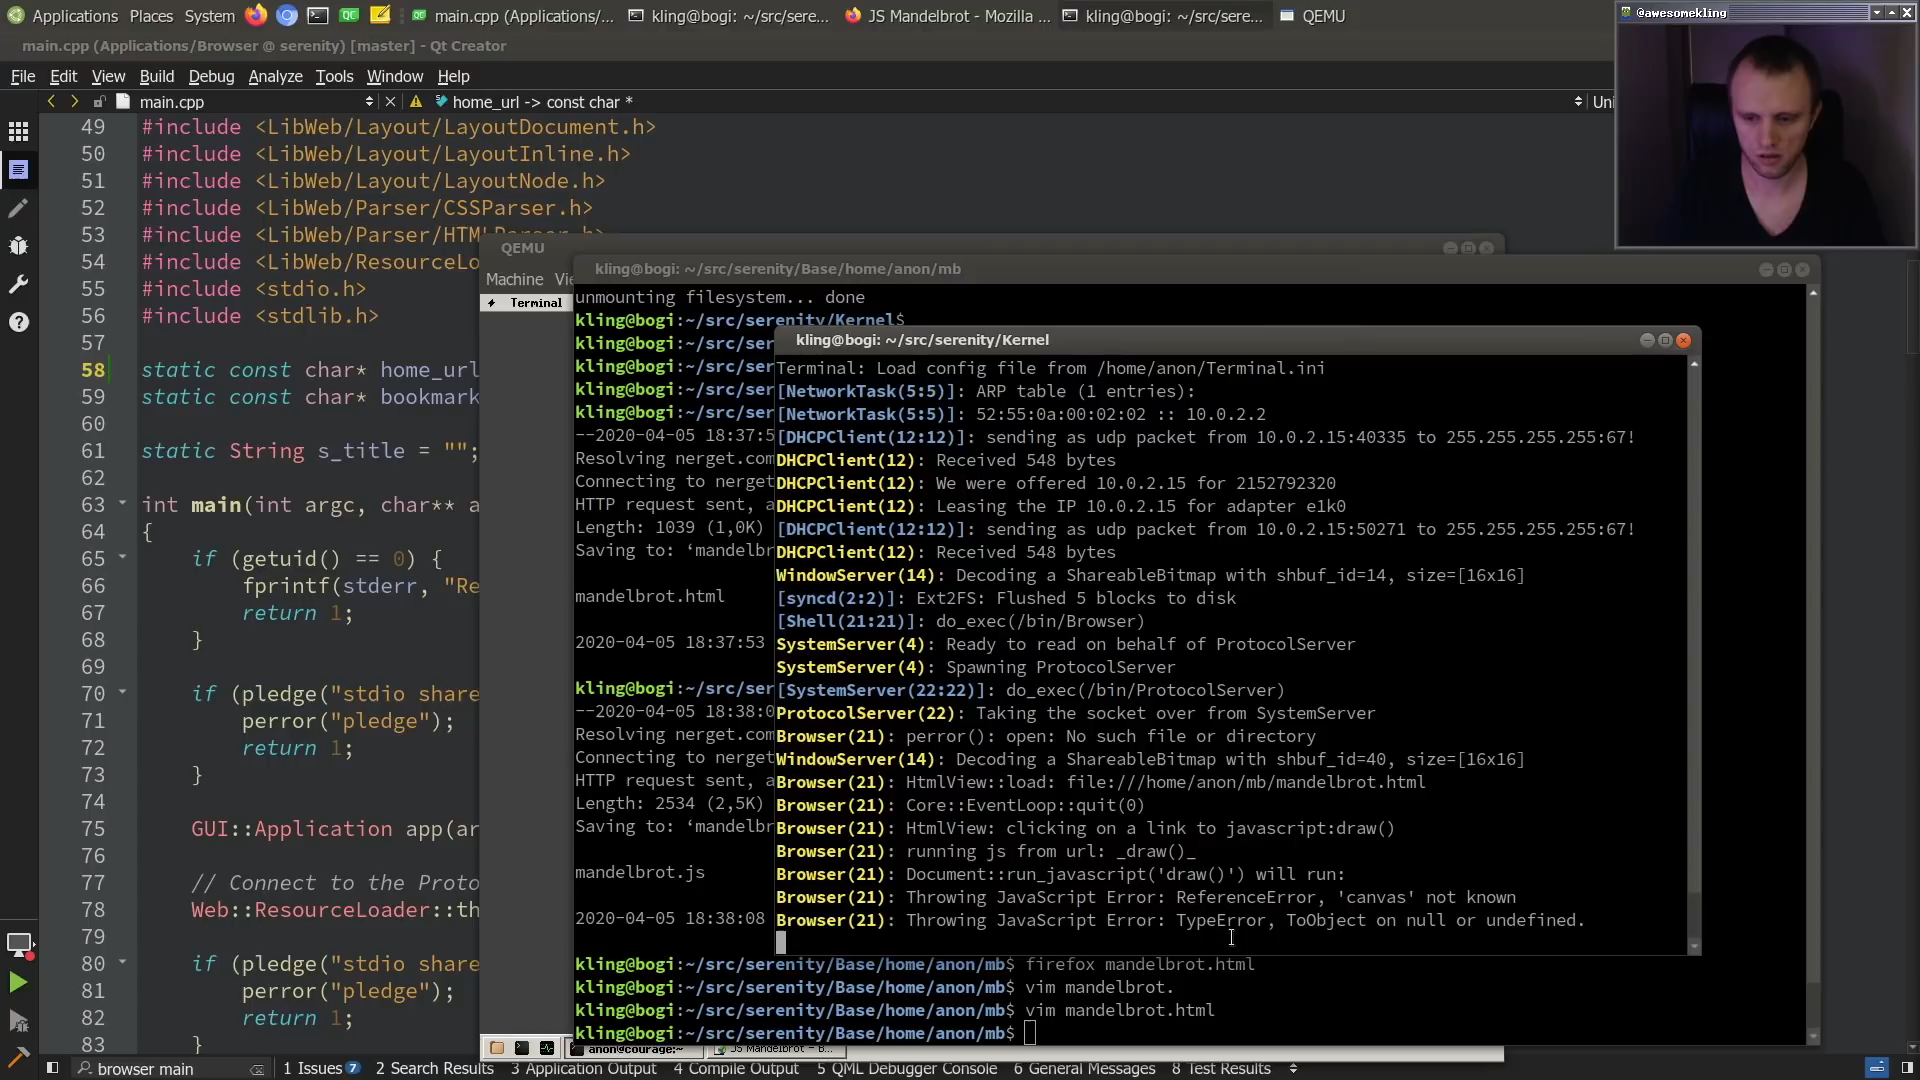 Applications Places System main.cpp (Applications/... kling@bogi: ~/src/sere... JS Mandelbrot - Mozilla ... kling@bogi: ~/src/sere... QEMU
@awesomekling
main.cpp (Applications/Browser @ serenity) [master] - Qt Creator
File Edit View Build Debug Analyze Tools Window Help
main.cpp home_url -> const char * Uni
49 #include <LibWeb/Layout/LayoutDocument.h>
50 #include <LibWeb/Layout/LayoutInline.h>
51 #include <LibWeb/Layout/LayoutNode.h>
52 #include <LibWeb/Parser/CSSParser.h>
53 #include <LibWeb/Parser/HTMLParser.h>
54 #include <LibWeb/ResourceLo
55 #include <stdio.h>
56 #include <stdlib.h>
57
58 static const char* home_url
59 static const char* bookmark
60
61 static String s_title = "";
62
63 int main(int argc, char** a
64 {
65 if (getuid() == 0) {
66 fprintf(stderr, "Re
67 return 1;
68 }
69
70 if (pledge("stdio share
71 perror("pledge");
72 return 1;
73 }
74
75 GUI::Application app(ar
76
77 // Connect to the Proto
78 Web::ResourceLoader::th
79
80 if (pledge("stdio share
81 perror("pledge");
82 return 1;
83 }
QEMU
Machine Vie
Terminal
kling@bogi: ~/src/serenity/Base/home/anon/mb
unmounting filesystem... done
kling@bogi:~/src/serenity/Kernel$
kling@bogi:~/src/ser
kling@bogi:~/src/ser
kling@bogi:~/src/ser
kling@bogi:~/src/ser
--2020-04-05 18:37:5
Resolving nerget.com
Connecting to nerget
HTTP request sent, a
Length: 1039 (1,0K)
Saving to: ‘mandelbr
mandelbrot.html
2020-04-05 18:37:53
kling@bogi:~/src/ser
--2020-04-05 18:38:0
Resolving nerget.com
Connecting to nerget
HTTP request sent, a
Length: 2534 (2,5K)
Saving to: ‘mandelbr
mandelbrot.js
2020-04-05 18:38:08
kling@bogi: ~/src/serenity/Kernel
Terminal: Load config file from /home/anon/Terminal.ini
[NetworkTask(5:5)]: ARP table (1 entries):
[NetworkTask(5:5)]: 52:55:0a:00:02:02 :: 10.0.2.2
[DHCPClient(12:12)]: sending as udp packet from 10.0.2.15:40335 to 255.255.255.255:67!
DHCPClient(12): Received 548 bytes
DHCPClient(12): We were offered 10.0.2.15 for 2152792320
DHCPClient(12): Leasing the IP 10.0.2.15 for adapter e1k0
[DHCPClient(12:12)]: sending as udp packet from 10.0.2.15:50271 to 255.255.255.255:67!
DHCPClient(12): Received 548 bytes
WindowServer(14): Decoding a ShareableBitmap with shbuf_id=14, size=[16x16]
[syncd(2:2)]: Ext2FS: Flushed 5 blocks to disk
[Shell(21:21)]: do_exec(/bin/Browser)
SystemServer(4): Ready to read on behalf of ProtocolServer
SystemServer(4): Spawning ProtocolServer
[SystemServer(22:22)]: do_exec(/bin/ProtocolServer)
ProtocolServer(22): Taking the socket over from SystemServer
Browser(21): perror(): open: No such file or directory
WindowServer(14): Decoding a ShareableBitmap with shbuf_id=40, size=[16x16]
Browser(21): HtmlView::load: file:///home/anon/mb/mandelbrot.html
Browser(21): Core::EventLoop::quit(0)
Browser(21): HtmlView: clicking on a link to javascript:draw()
Browser(21): running js from url: _draw()_
Browser(21): Document::run_javascript('draw()') will run:
Browser(21): Throwing JavaScript Error: ReferenceError, 'canvas' not known
Browser(21): Throwing JavaScript Error: TypeError, ToObject on null or undefined.
kling@bogi:~/src/serenity/Base/home/anon/mb$ firefox mandelbrot.html
kling@bogi:~/src/serenity/Base/home/anon/mb$ vim mandelbrot.
kling@bogi:~/src/serenity/Base/home/anon/mb$ vim mandelbrot.html
kling@bogi:~/src/serenity/Base/home/anon/mb$
anon@courage:~ JS Mandelbrot - B...
browser main 1 Issues 7 2 Search Results 3 Application Output 4 Compile Output 5 QML Debugger Console 6 General Messages 8 Test Results